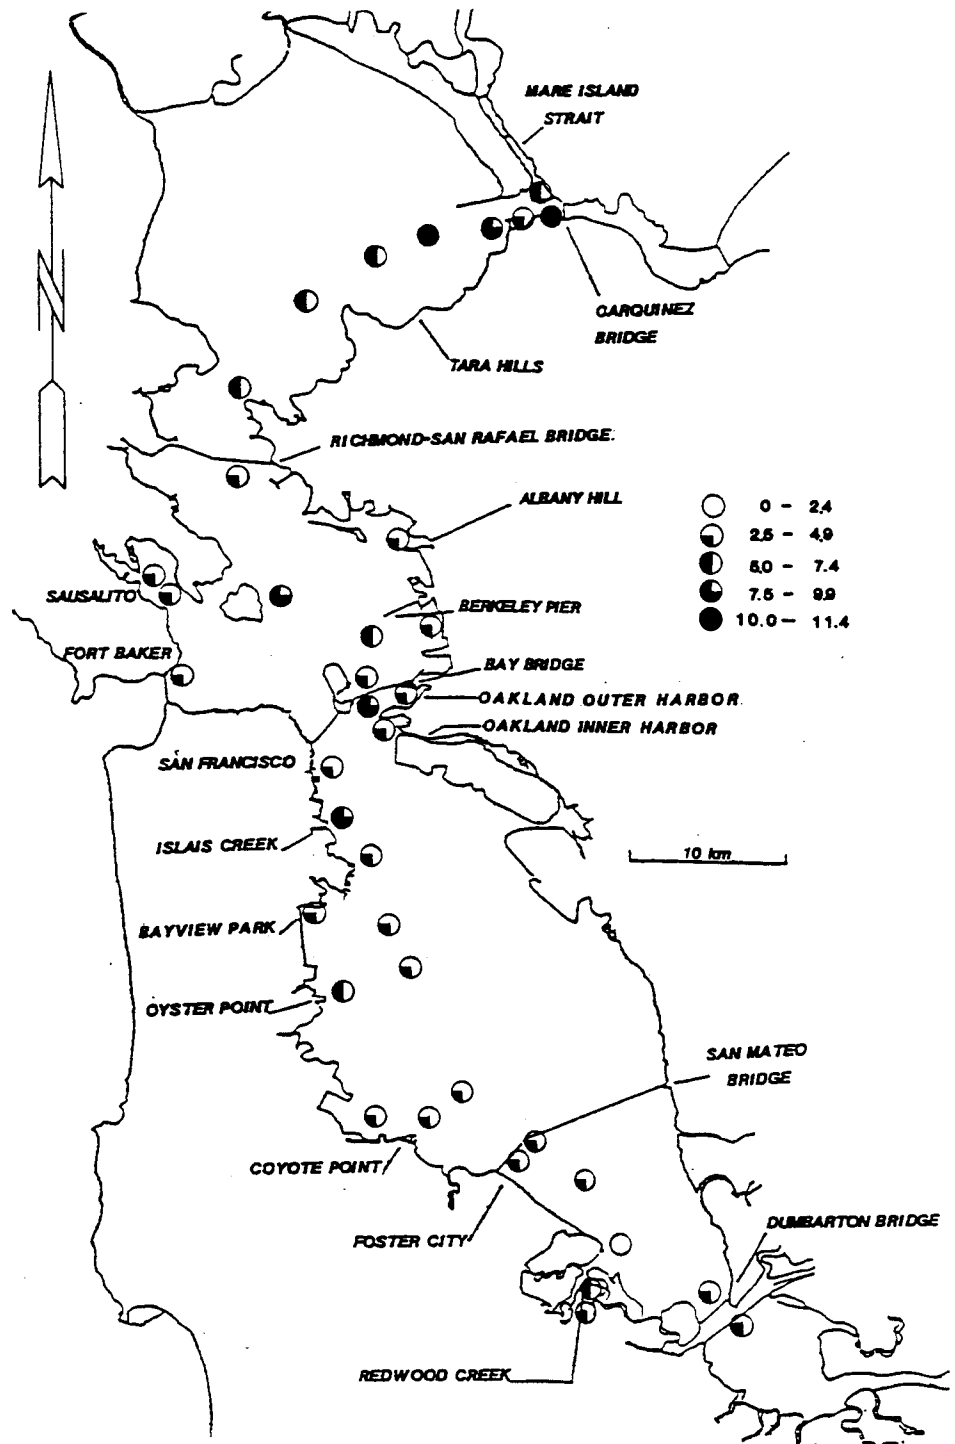 MARE ISLAND
STRAIT
N
CARQUINEZ
BRIDGE
TARA HILLS
RICHMOND-SAN RAFAEL BRIDGE.
ALBANY HILL
0 - 2.4
2.5 - 4.9
5.0 - 7.4
7.5 - 9.9
10.0 - 11.4
SAUSALITO
BERKELEY PIER
FORT BAKER
BAY BRIDGE
OAKLAND OUTER HARBOR
OAKLAND INNER HARBOR
SAN FRANCISCO
ISLAIS CREEK
10 km
BAYVIEW PARK
OYSTER POINT
SAN MATEO
BRIDGE
COYOTE POINT
DUMBARTON BRIDGE
FOSTER CITY
REDWOOD CREEK